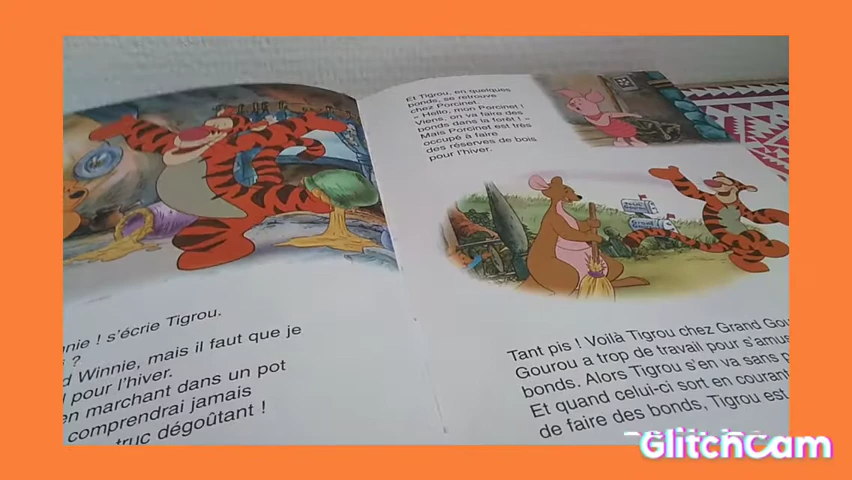 nnie ! s'écrie Tigrou.
s ?
d Winnie, mais il faut que je
l pour l'hiver.
en marchant dans un pot
comprendrai jamais
truc dégoûtant !
Et Tigrou, en quelques
bonds, se retrouve
chez Porcinet.
« Hello, mon Porcinet !
Viens, on va faire des
bonds dans la forêt ! »
Mais Porcinet est très
occupé à faire
des réserves de bois
pour l'hiver.
Tant pis ! Voilà Tigrou chez Grand Gou
Gourou a trop de travail pour s'amus
bonds. Alors Tigrou s'en va sans p
Et quand celui-ci sort en courant
de faire des bonds, Tigrou est
GlitchCam